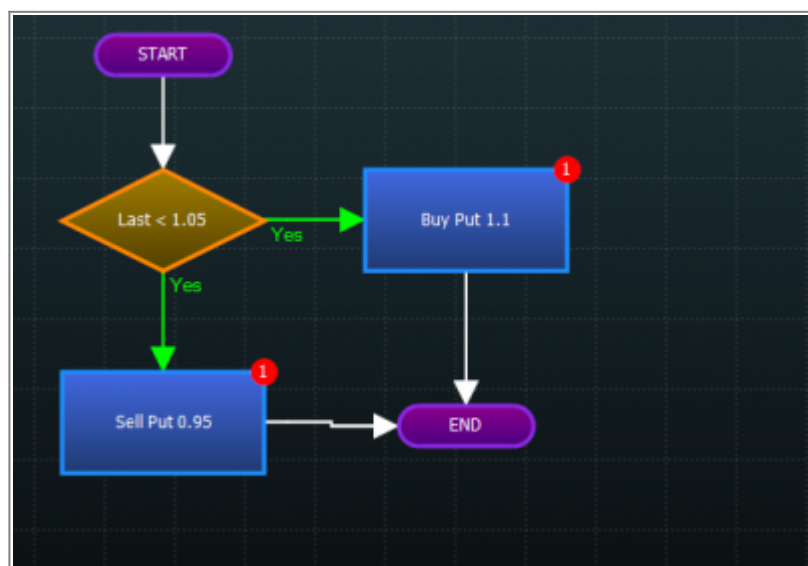 START
1
Last < 1.05
Yes
Buy Put 1.1
Yes
1
Sell Put 0.95
END